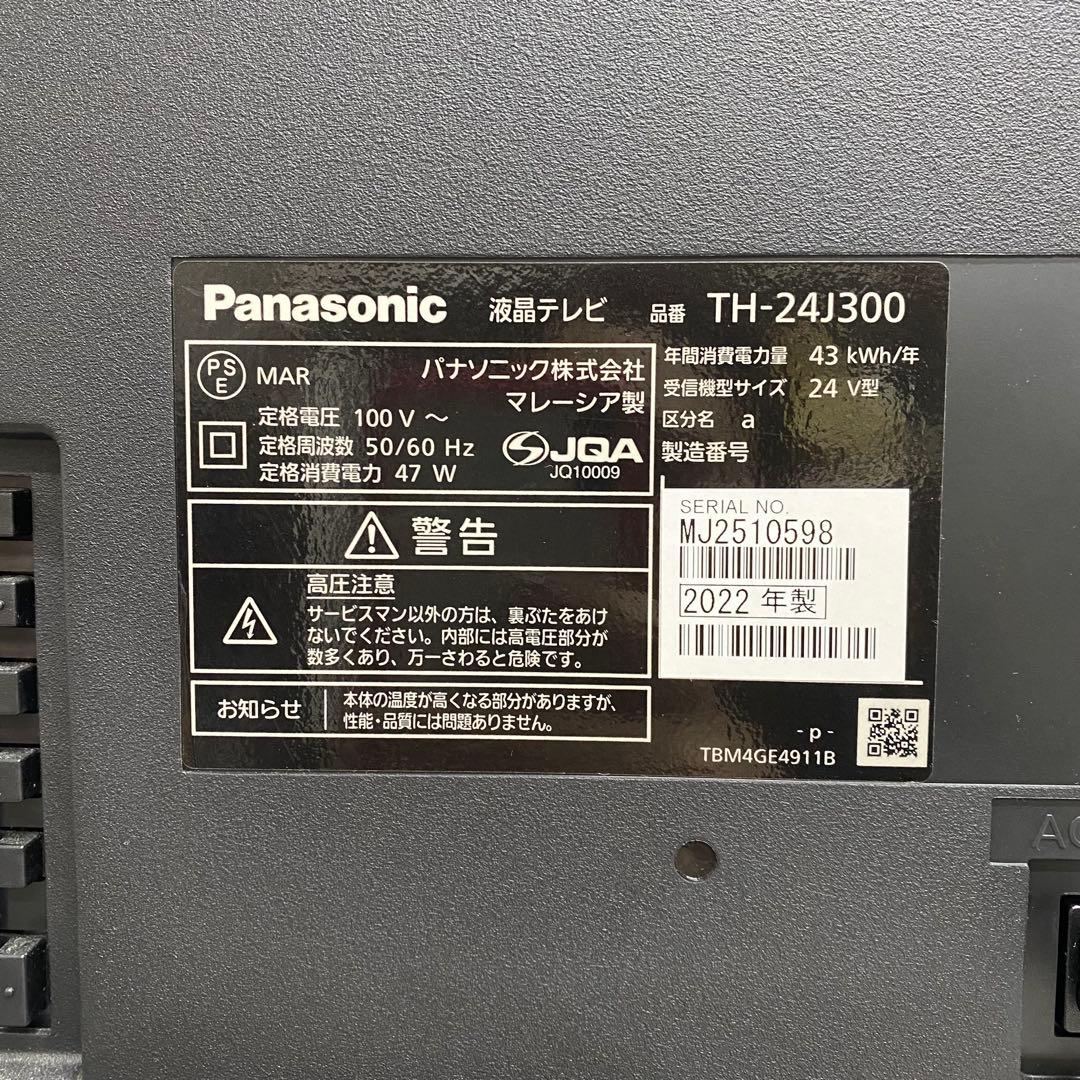 Panasonic 液晶テレビ 品番 TH-24J300
PSE MAR パナソニック株式会社
マレーシア製
定格電圧 100 V ～
定格周波数 50/60 Hz
定格消費電力 47 W
JQA
JQ10009
年間消費電力量 43 kWh/年
受信機型サイズ 24 V型
区分名 a
製造番号
SERIAL NO.
MJ2510598
2022 年製
警告
高圧注意
サービスマン以外の方は、裏ぶたをあけ
ないでください。内部には高電圧部分が
数多くあり、万一さわると危険です。
お知らせ
本体の温度が高くなる部分がありますが、
性能・品質には問題ありません。
- p -
TBM4GE4911B